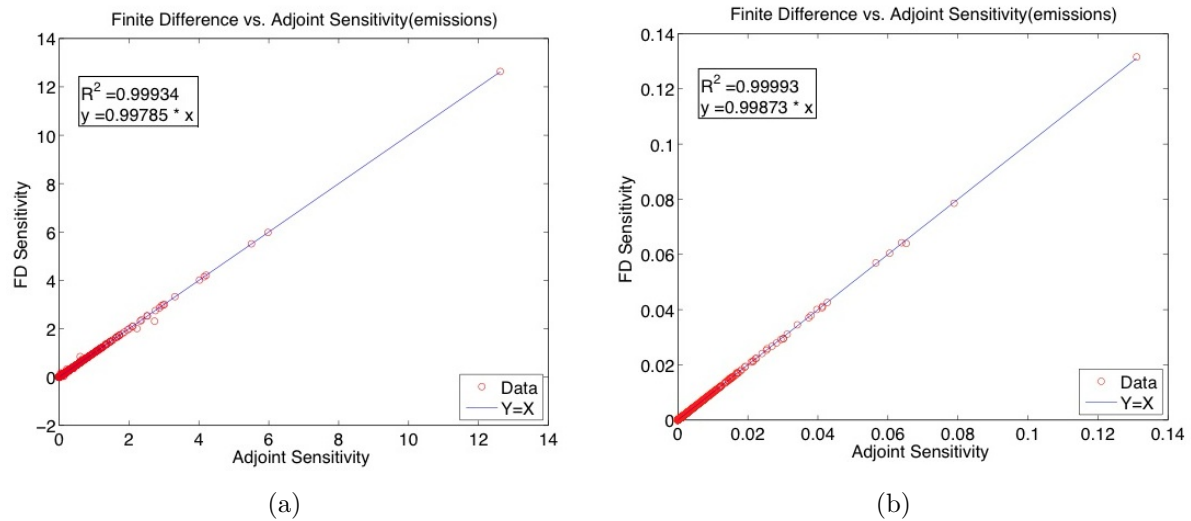 Finite Difference vs. Adjoint Sensitivity(emissions)
14
12
10
8
6
4
2
0
−2
FD Sensitivity
R² =0.99934
y =0.99785 * x
Data
Y=X
0 2 4 6 8 10 12 14
Adjoint Sensitivity
(a)
Finite Difference vs. Adjoint Sensitivity(emissions)
0.14
0.12
0.1
0.08
0.06
0.04
0.02
0
FD Sensitivity
R² =0.99993
y =0.99873 * x
Data
Y=X
0 0.02 0.04 0.06 0.08 0.1 0.12 0.14
Adjoint Sensitivity
(b)